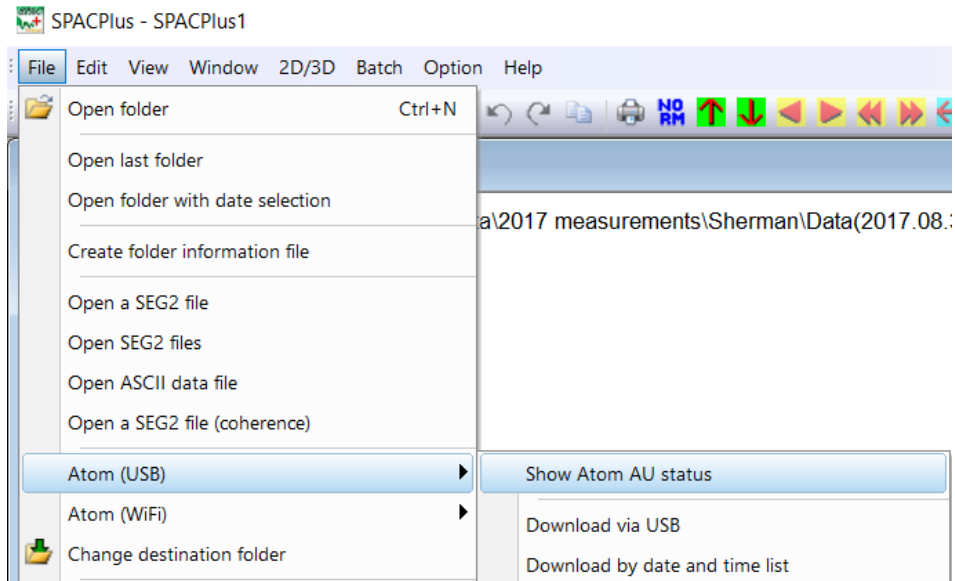 SPACPlus - SPACPlus1
File Edit View Window 2D/3D Batch Option Help
Open folder Ctrl+N
NORM
Open last folder
Open folder with date selection
a\2017 measurements\Sherman\Data(2017.08.
Create folder information file
Open a SEG2 file
Open SEG2 files
Open ASCII data file
Open a SEG2 file (coherence)
Atom (USB) Show Atom AU status
Atom (WiFi) Download via USB
Change destination folder Download by date and time list